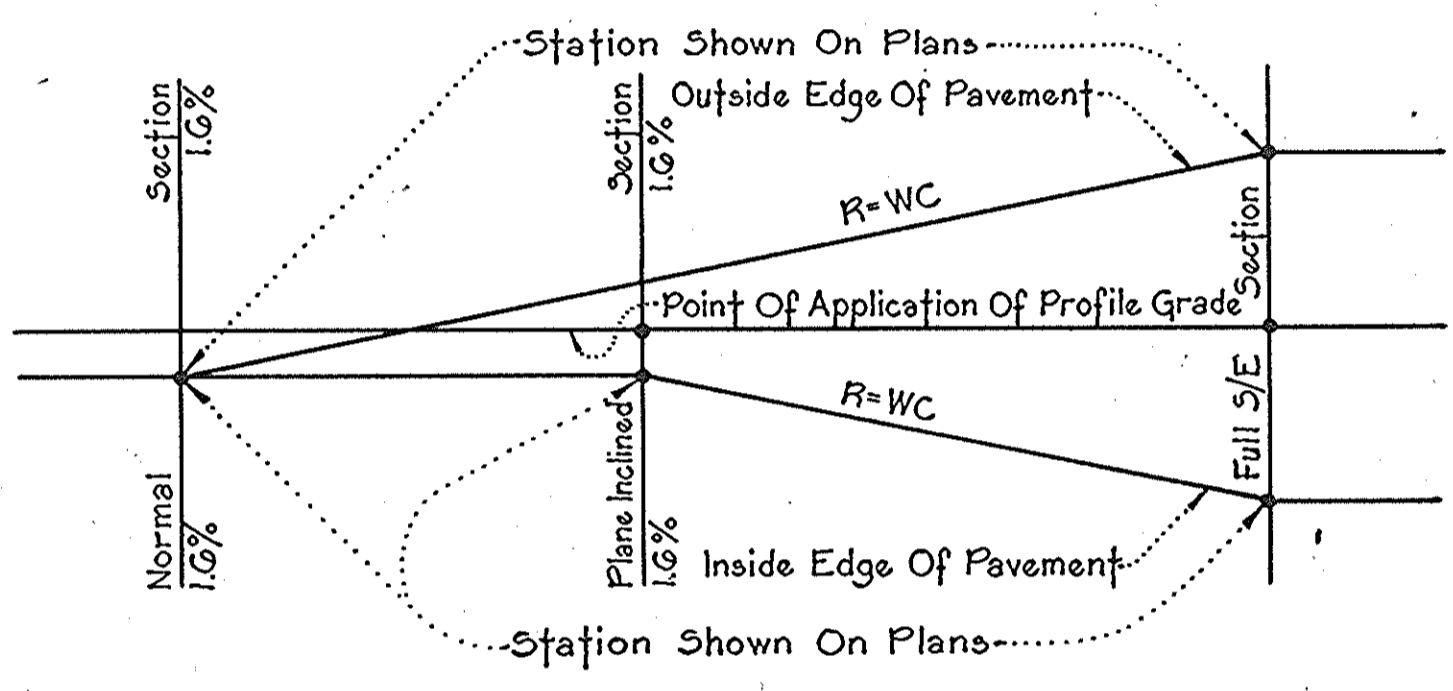 Station Shown On Plans
Outside Edge Of Pavement
Normal Section
1.6% 1.6%
Plane Inclined Section
1.6% 1.6%
Full S/E Section
R=WC
Point Of Application Of Profile Grade
R=WC
Inside Edge Of Pavement
Station Shown On Plans